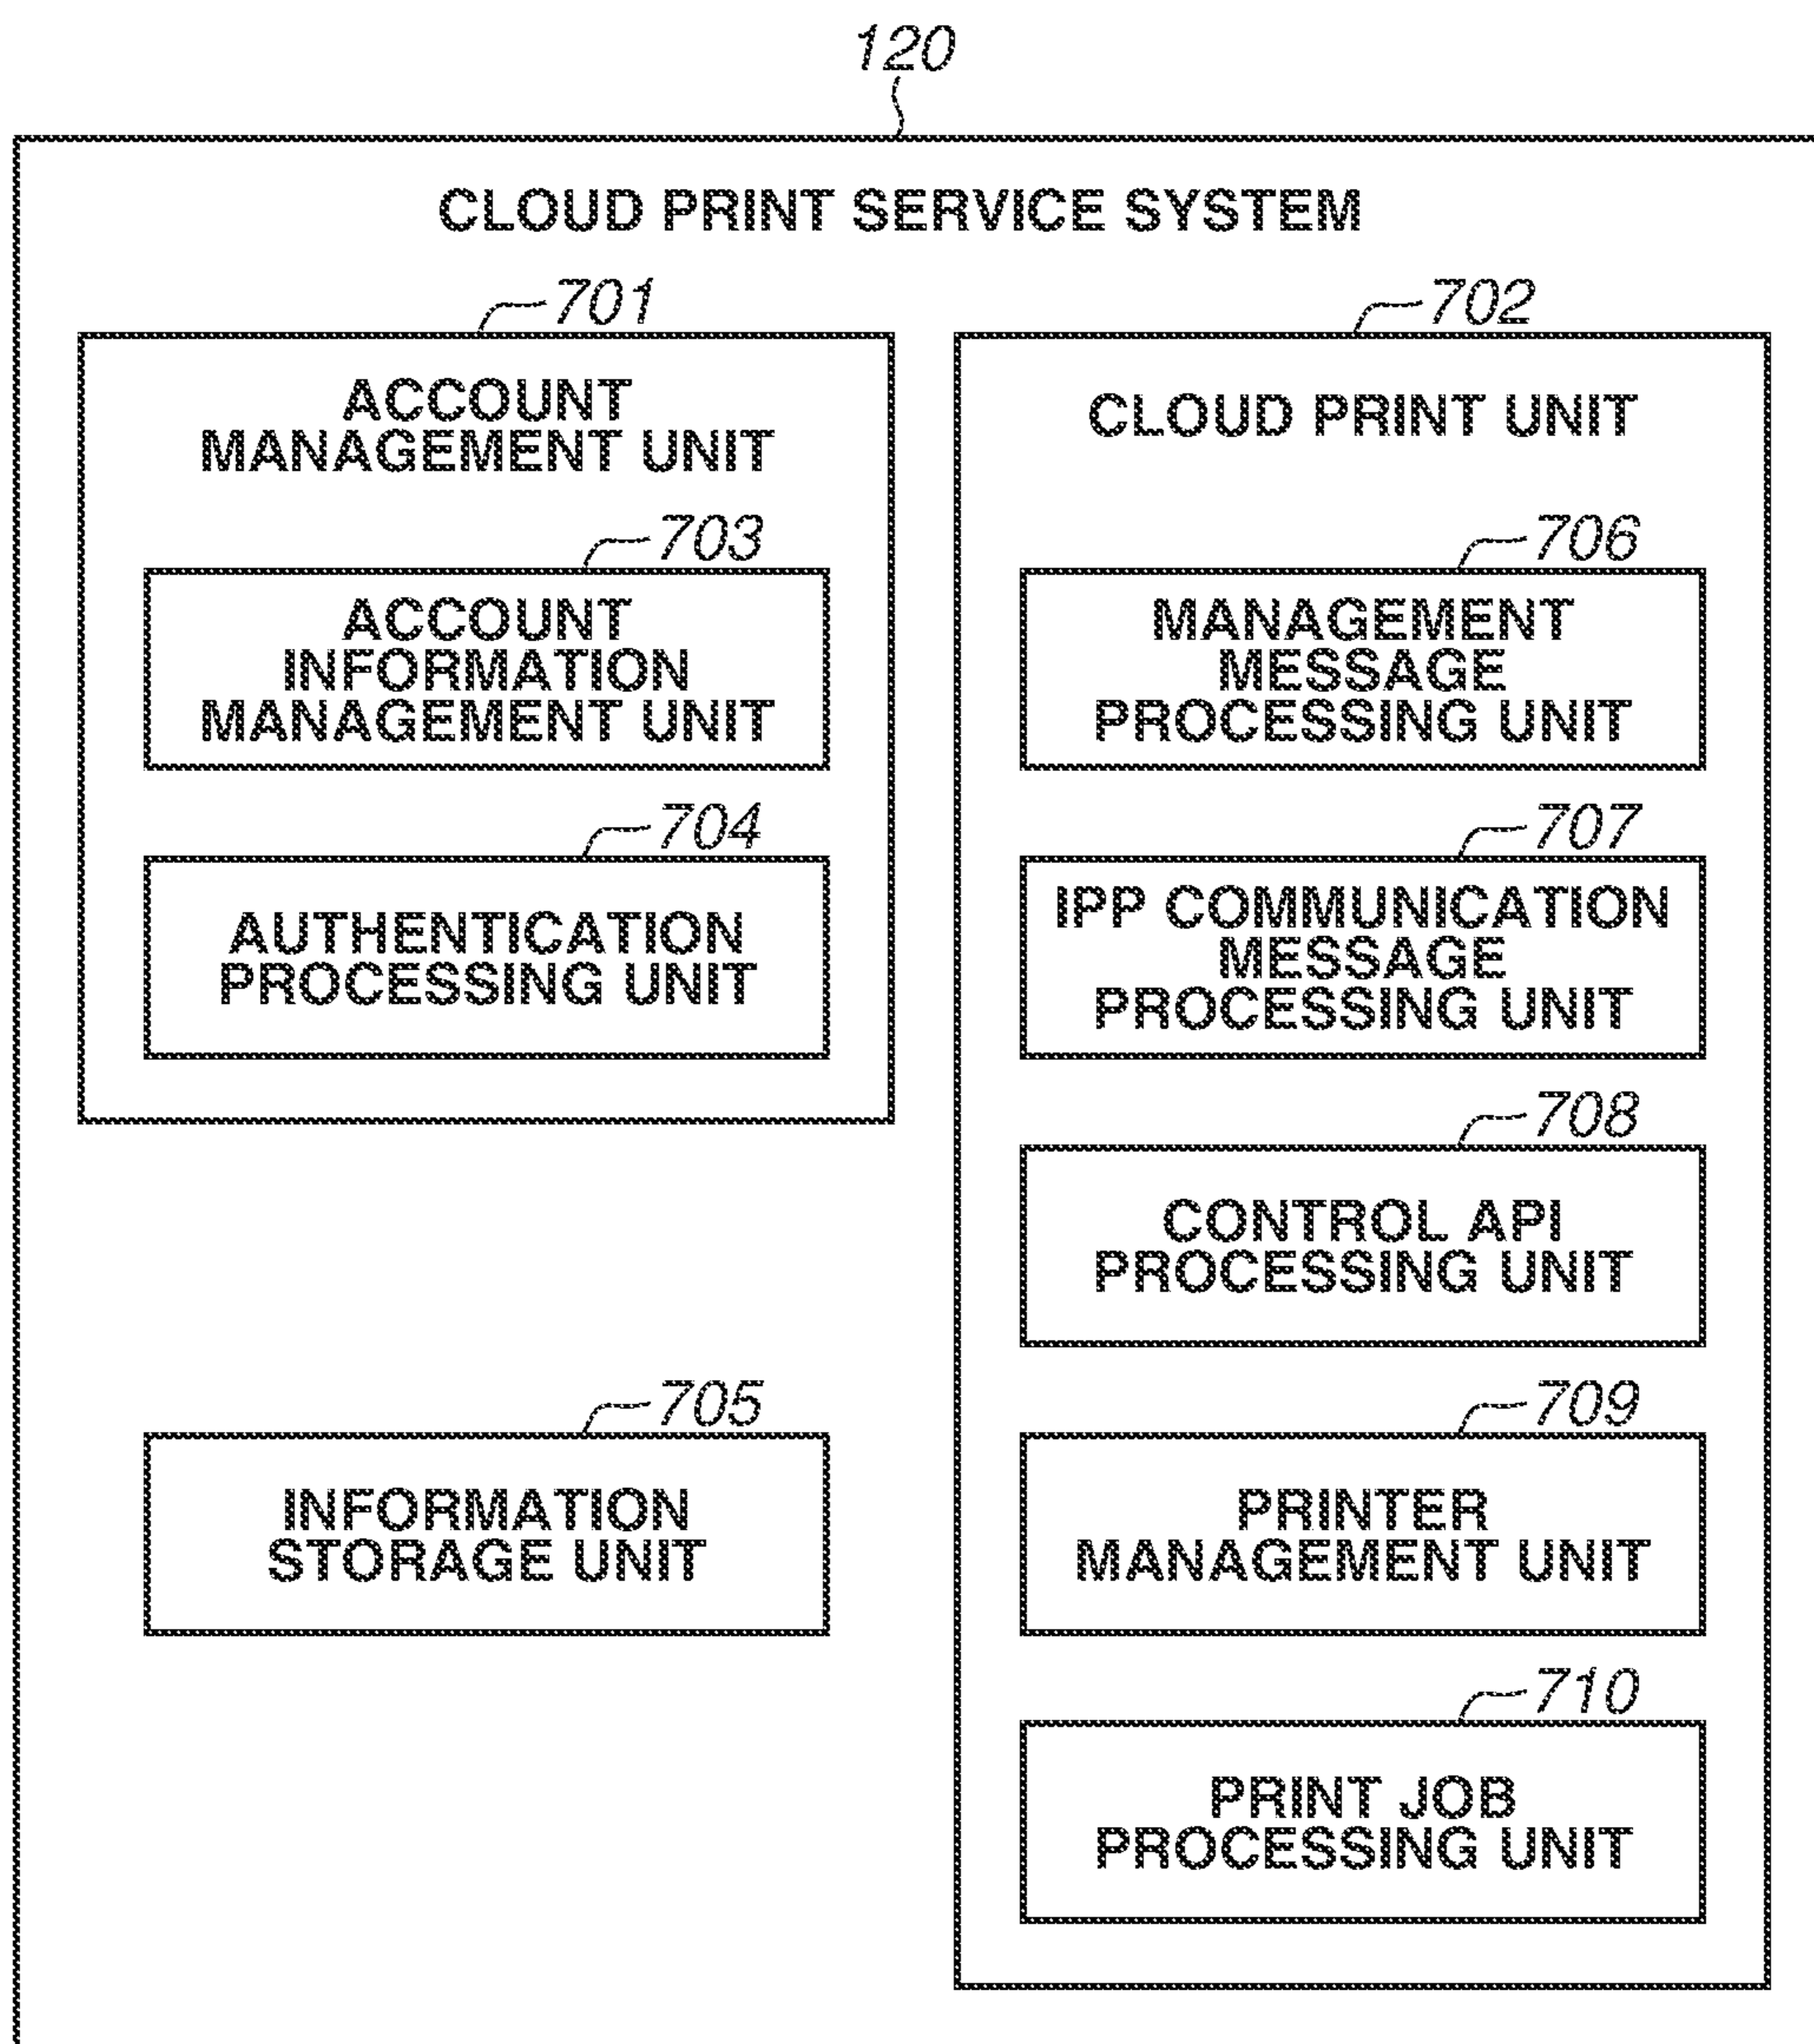 120
CLOUD PRINT SERVICE SYSTEM
701
ACCOUNT
MANAGEMENT UNIT
703
ACCOUNT
INFORMATION
MANAGEMENT UNIT
704
AUTHENTICATION
PROCESSING UNIT
705
INFORMATION
STORAGE UNIT
702
CLOUD PRINT UNIT
706
MANAGEMENT
MESSAGE
PROCESSING UNIT
707
IPP COMMUNICATION
MESSAGE
PROCESSING UNIT
708
CONTROL API
PROCESSING UNIT
709
PRINTER
MANAGEMENT UNIT
710
PRINT JOB
PROCESSING UNIT